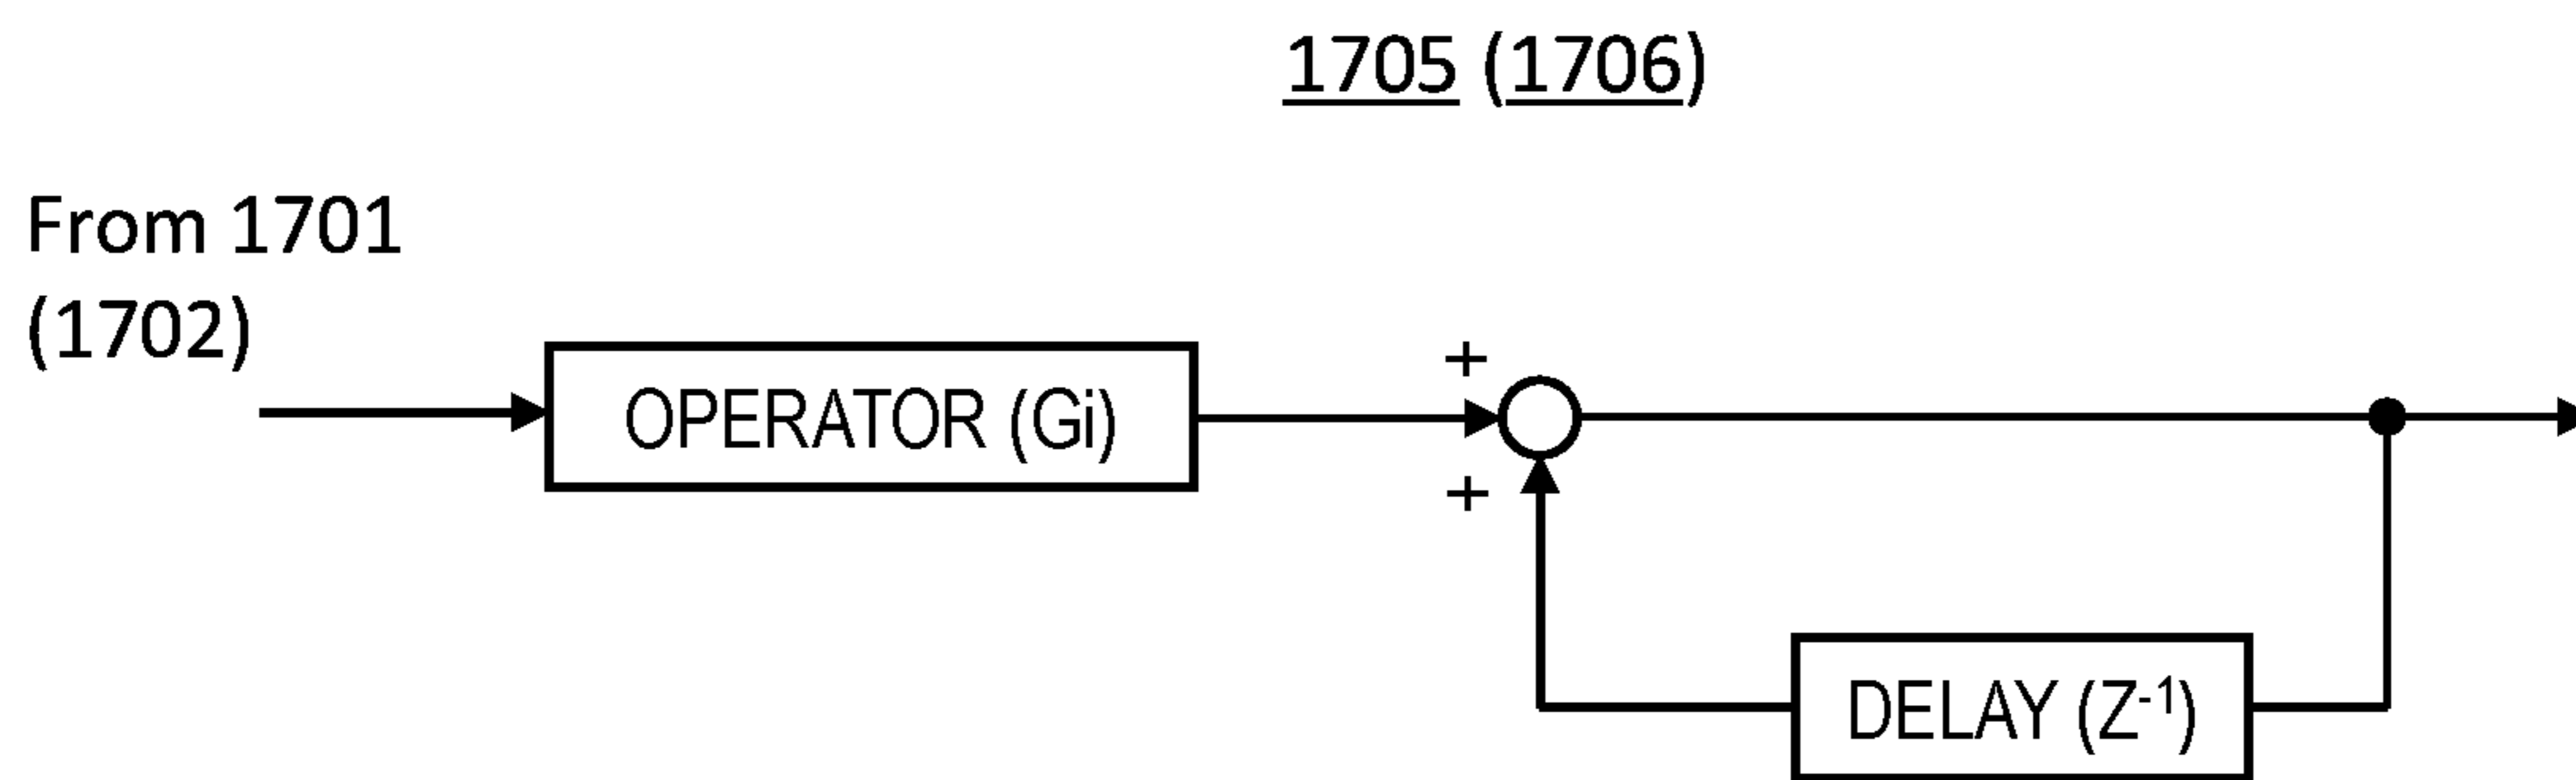 1705 (1706)
From 1701
(1702)
OPERATOR (Gi)
+
+
DELAY (Z⁻¹)